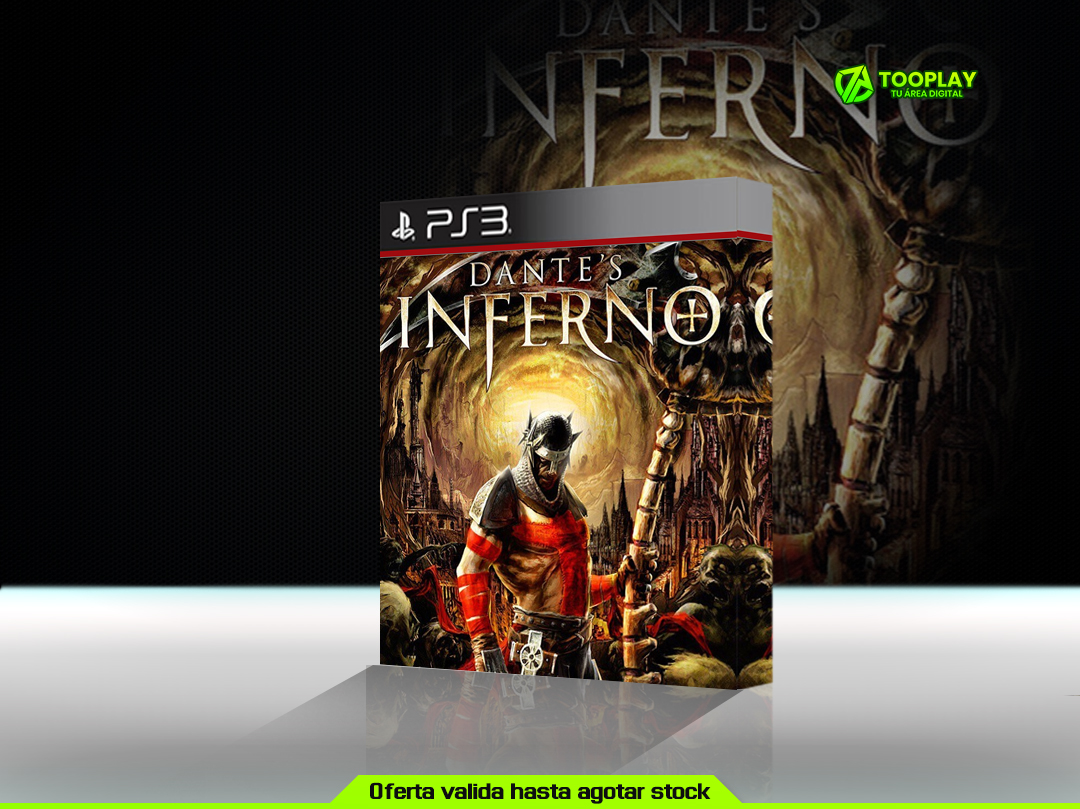 DANTE'S
INFERNO
TOOPLAY
TU ÁREA DIGITAL
PS3
DANTE'S
INFERNO
Oferta valida hasta agotar stock